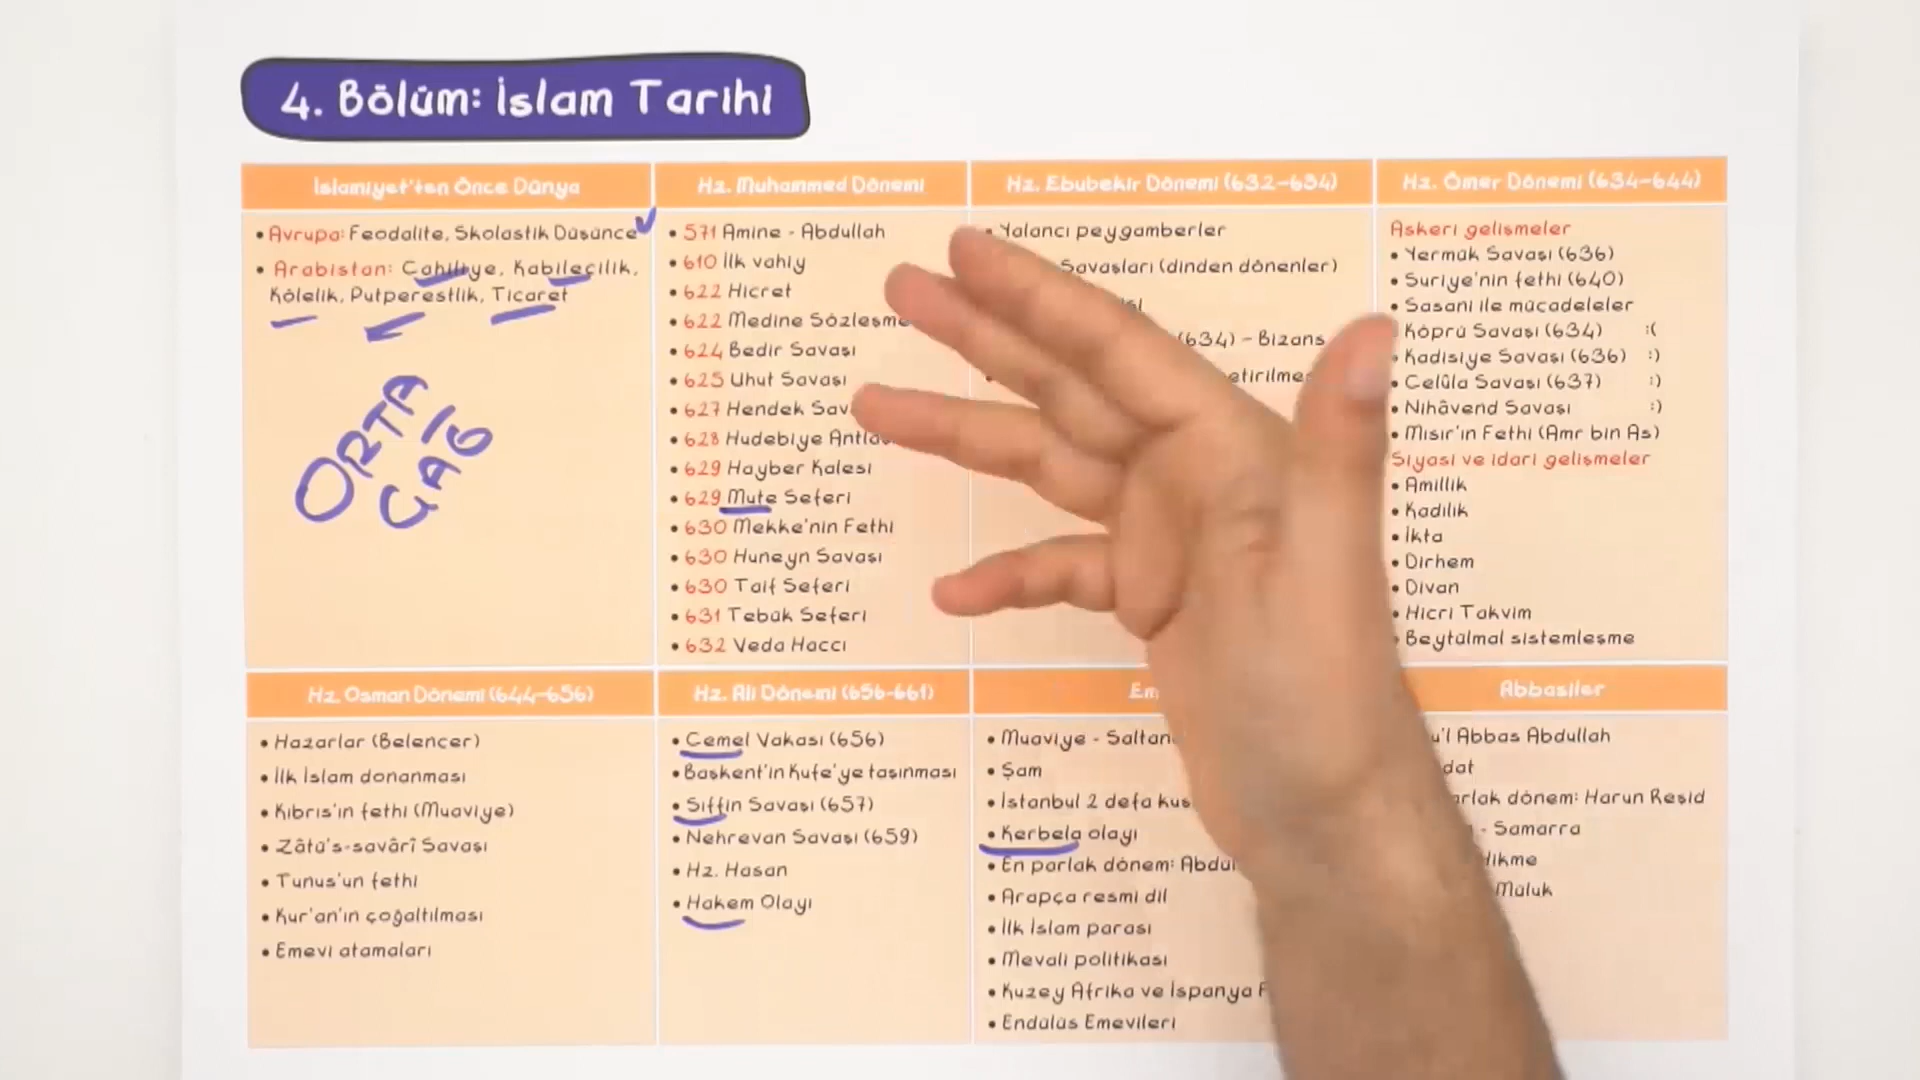 4. Bölüm: İslam Tarihi
İslamiyet'ten Önce Dünya
• Avrupa: Feodalite, Skolastik Düşünce
• Arabistan: Cahiliye, Kabilecilik,
Kölelik, Putperestlik, Ticaret
ORTA
ÇAĞ
Hz. Muhammed Dönemi
• 571 Amine - Abdullah
• 610 İlk vahiy
• 622 Hicret
• 622 Medine Sözleşme
• 624 Bedir Savaşı
• 625 Uhut Savaşı
• 627 Hendek Sav
• 628 Hudebiye Antla
• 629 Hayber Kalesi
• 629 Mute Seferi
• 630 Mekke'nin Fethi
• 630 Huneyn Savaşı
• 630 Taif Seferi
• 631 Tebük Seferi
• 632 Veda Haccı
Hz. Ebubekir Dönemi (632-634)
• Yalancı peygamberler
Savaşları (dinden dönenler)
(634) - Bizans
etirilme
Hz. Ömer Dönemi (634-644)
Askeri gelişmeler
• Yermük Savaşı (636)
• Suriye'nin fethi (640)
• Sasani ile mücadeleler
Köprü Savaşı (634) :(
• Kadisiye Savaşı (636) :)
• Celûla Savaşı (637) :)
• Nihâvend Savaşı :)
• Mısır'ın Fethi (Amr bin As)
Siyasi ve idari gelişmeler
• Amillik
• Kadılık
• İkta
• Dirhem
• Divan
• Hicri Takvim
• Beytülmal sistemleşme
Hz. Osman Dönemi (644-656)
• Hazarlar (Belencer)
• İlk İslam donanması
• Kıbrıs'ın fethi (Muaviye)
• Zâtü's-savârî Savaşı
• Tunus'un fethi
• Kur'an'ın çoğaltılması
• Emevi atamaları
Hz. Ali Dönemi (656-661)
• Cemel Vakası (656)
• Başkent'in Kufe'ye taşınması
• Sıffin Savaşı (657)
• Nehrevan Savaşı (659)
• Hz. Hasan
• Hakem Olayı
Em
• Muaviye - Saltan
• Şam
• İstanbul 2 defa kuş
• Kerbela olayı
• En parlak dönem: Abdül
• Arapça resmi dil
• İlk İslam parası
• Mevali politikası
• Kuzey Afrika ve İspanya F
• Endülüs Emevileri
Abbasiler
u'l Abbas Abdullah
dat
arlak dönem: Harun Reşid
- Samarra
Hikme
Mülük